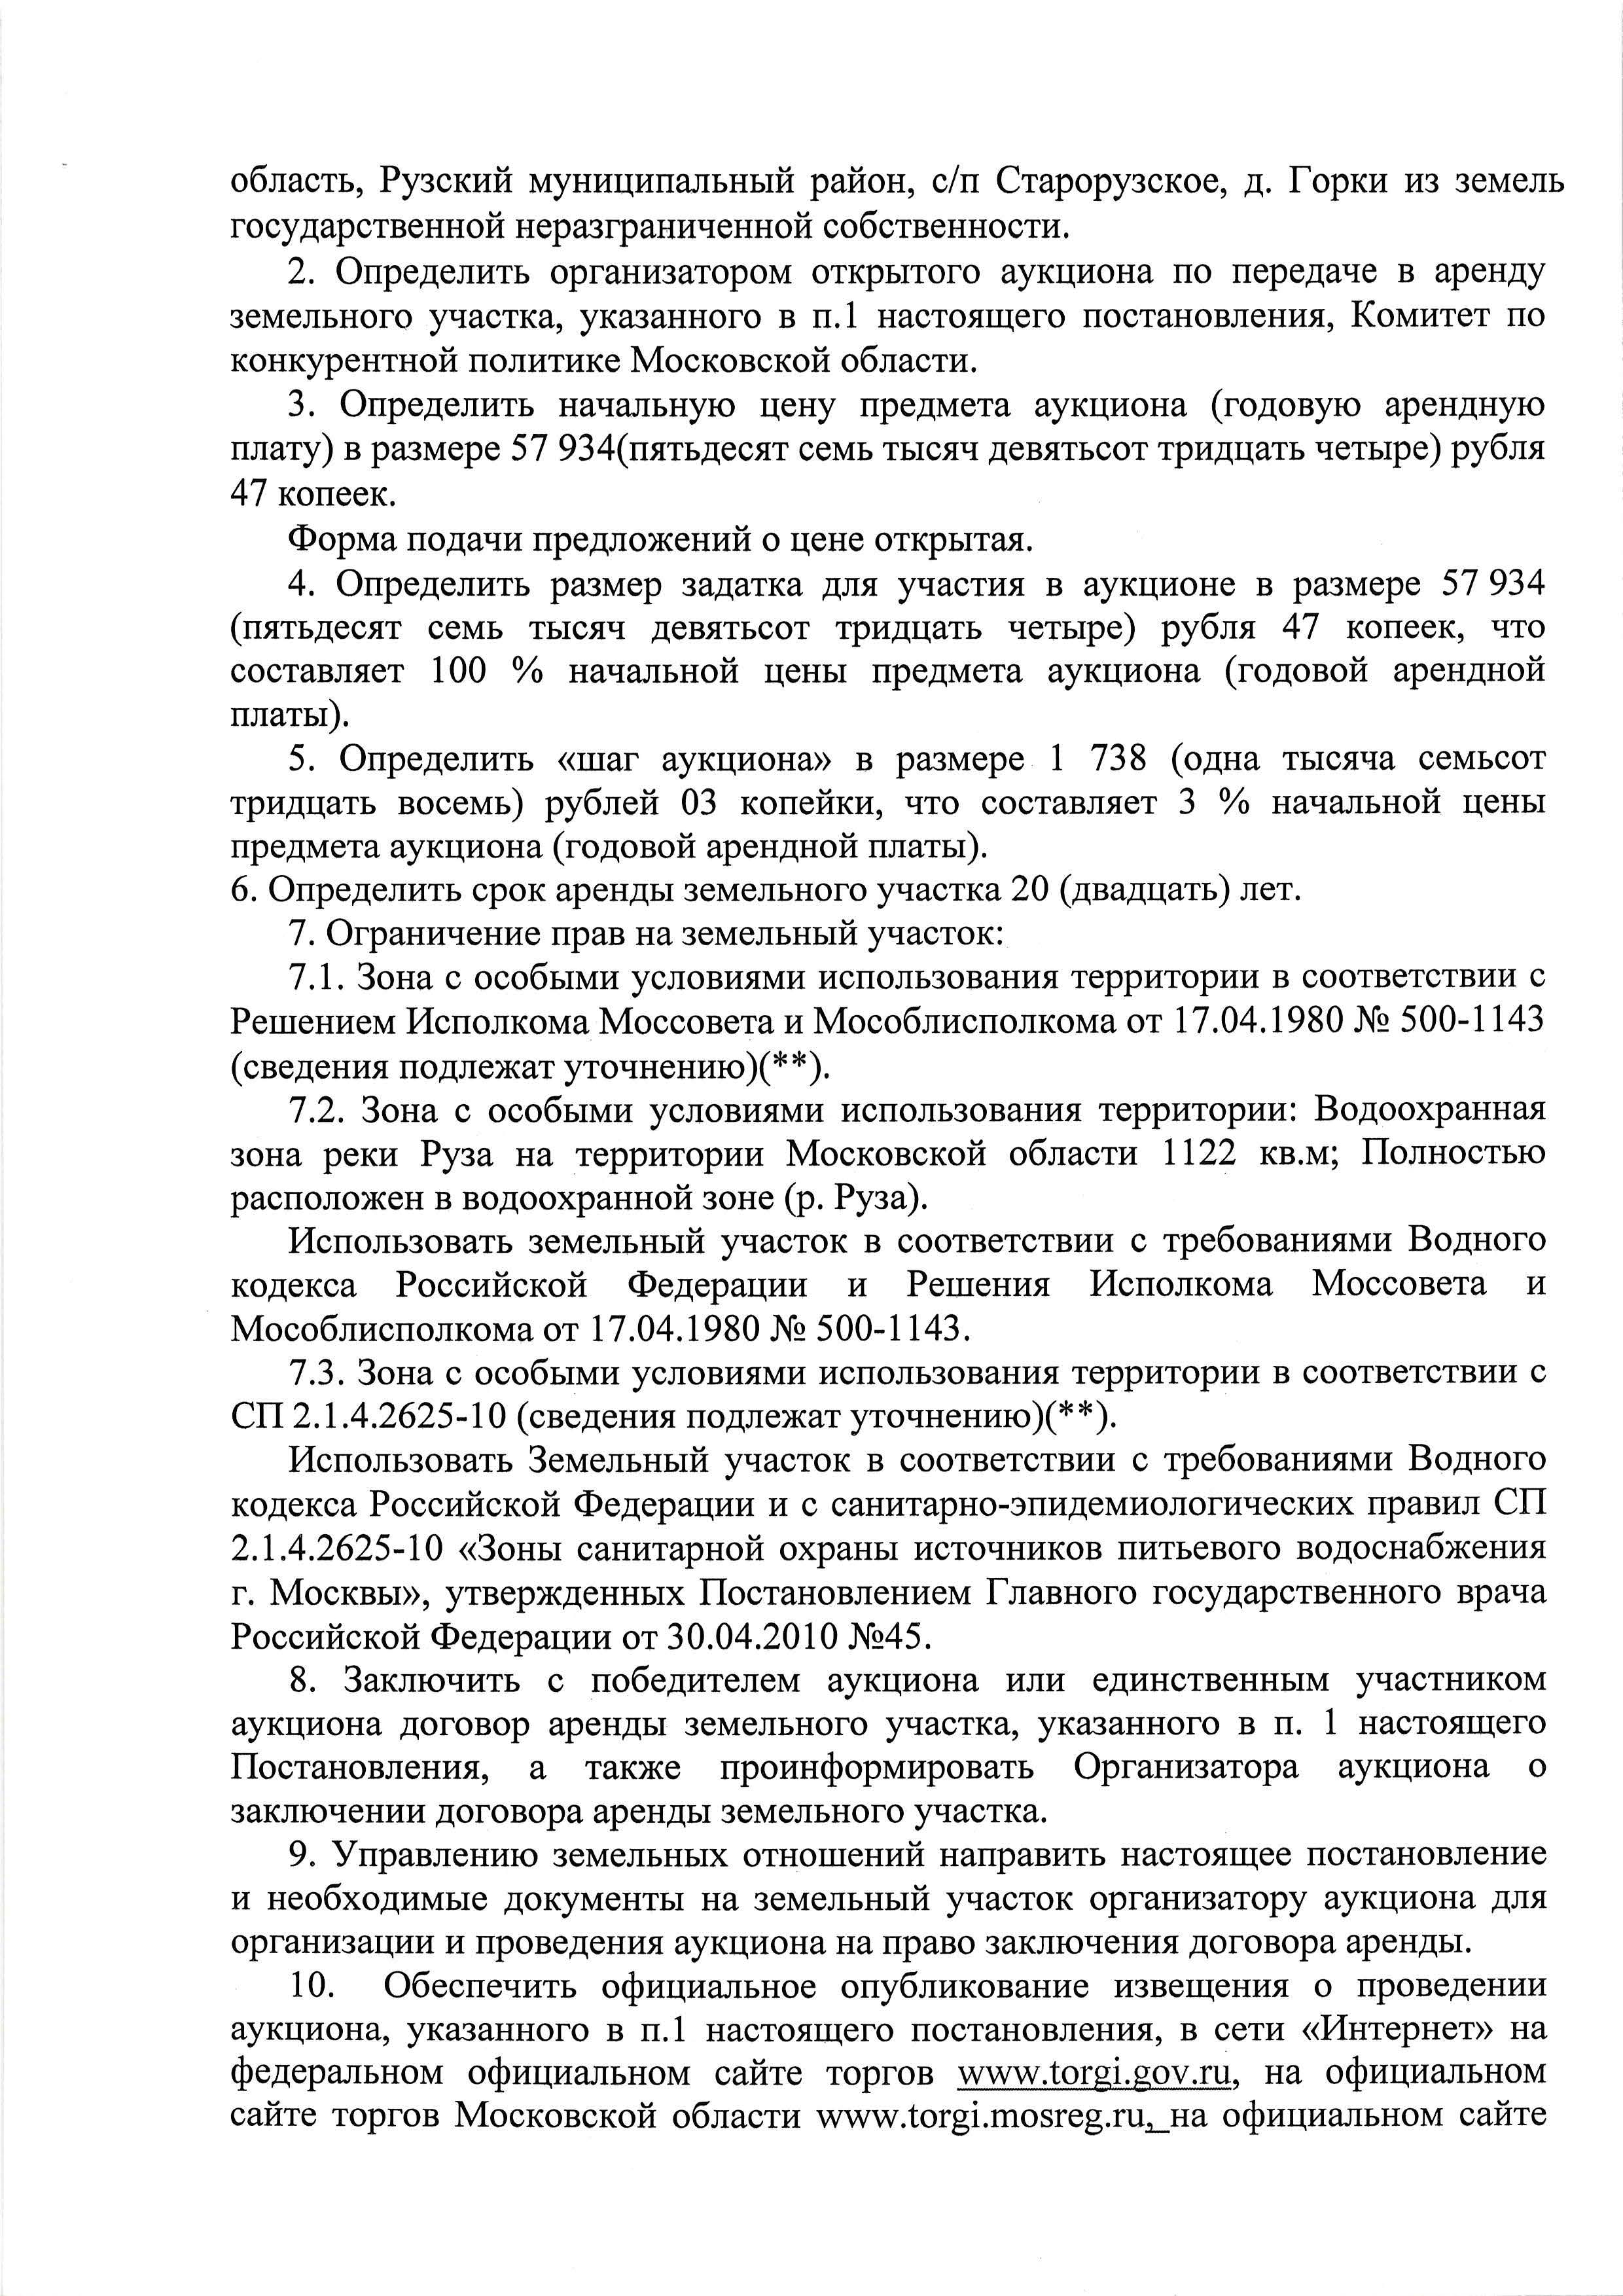 область, Рузский муниципальный район, с/п Старорузское, д. Горки из земель
государственной неразграниченной собственности.
2. Определить организатором открытого аукциона по передаче в аренду
земельного участка, указанного в п.1 настоящего постановления, Комитет по
конкурентной политике Московской области.
3. Определить начальную цену предмета аукциона (годовую арендную
плату) в размере 57 934(пятьдесят семь тысяч девятьсот тридцать четыре) рубля
47 копеек.
Форма подачи предложений о цене открытая.
4. Определить размер задатка для участия в аукционе в размере 57 934
(пятьдесят семь тысяч девятьсот тридцать четыре) рубля 47 копеек, что
составляет 100 % начальной цены предмета аукциона (годовой арендной
платы).
5. Определить «шаг аукциона» в размере 1 738 (одна тысяча семьсот
тридцать восемь) рублей 03 копейки, что составляет 3 % начальной цены
предмета аукциона (годовой арендной платы).
6. Определить срок аренды земельного участка 20 (двадцать) лет.
7. Ограничение прав на земельный участок:
7.1. Зона с особыми условиями использования территории в соответствии с
Решением Исполкома Моссовета и Мособлисполкома от 17.04.1980 № 500-1143
(сведения подлежат уточнению)(**).
7.2. Зона с особыми условиями использования территории: Водоохранная
зона реки Руза на территории Московской области 1122 кв.м; Полностью
расположен в водоохранной зоне (р. Руза).
Использовать земельный участок в соответствии с требованиями Водного
кодекса Российской Федерации и Решения Исполкома Моссовета и
Мособлисполкома от 17.04.1980 № 500-1143.
7.3. Зона с особыми условиями использования территории в соответствии с
СП 2.1.4.2625-10 (сведения подлежат уточнению)(**).
Использовать Земельный участок в соответствии с требованиями Водного
кодекса Российской Федерации и с санитарно-эпидемиологических правил СП
2.1.4.2625-10 «Зоны санитарной охраны источников питьевого водоснабжения
г. Москвы», утвержденных Постановлением Главного государственного врача
Российской Федерации от 30.04.2010 №45.
8. Заключить с победителем аукциона или единственным участником
аукциона договор аренды земельного участка, указанного в п. 1 настоящего
Постановления, а также проинформировать Организатора аукциона о
заключении договора аренды земельного участка.
9. Управлению земельных отношений направить настоящее постановление
и необходимые документы на земельный участок организатору аукциона для
организации и проведения аукциона на право заключения договора аренды.
10. Обеспечить официальное опубликование извещения о проведении
аукциона, указанного в п.1 настоящего постановления, в сети «Интернет» на
федеральном официальном сайте торгов www.torgi.gov.ru, на официальном
сайте торгов Московской области www.torgi.mosreg.ru, на официальном сайте